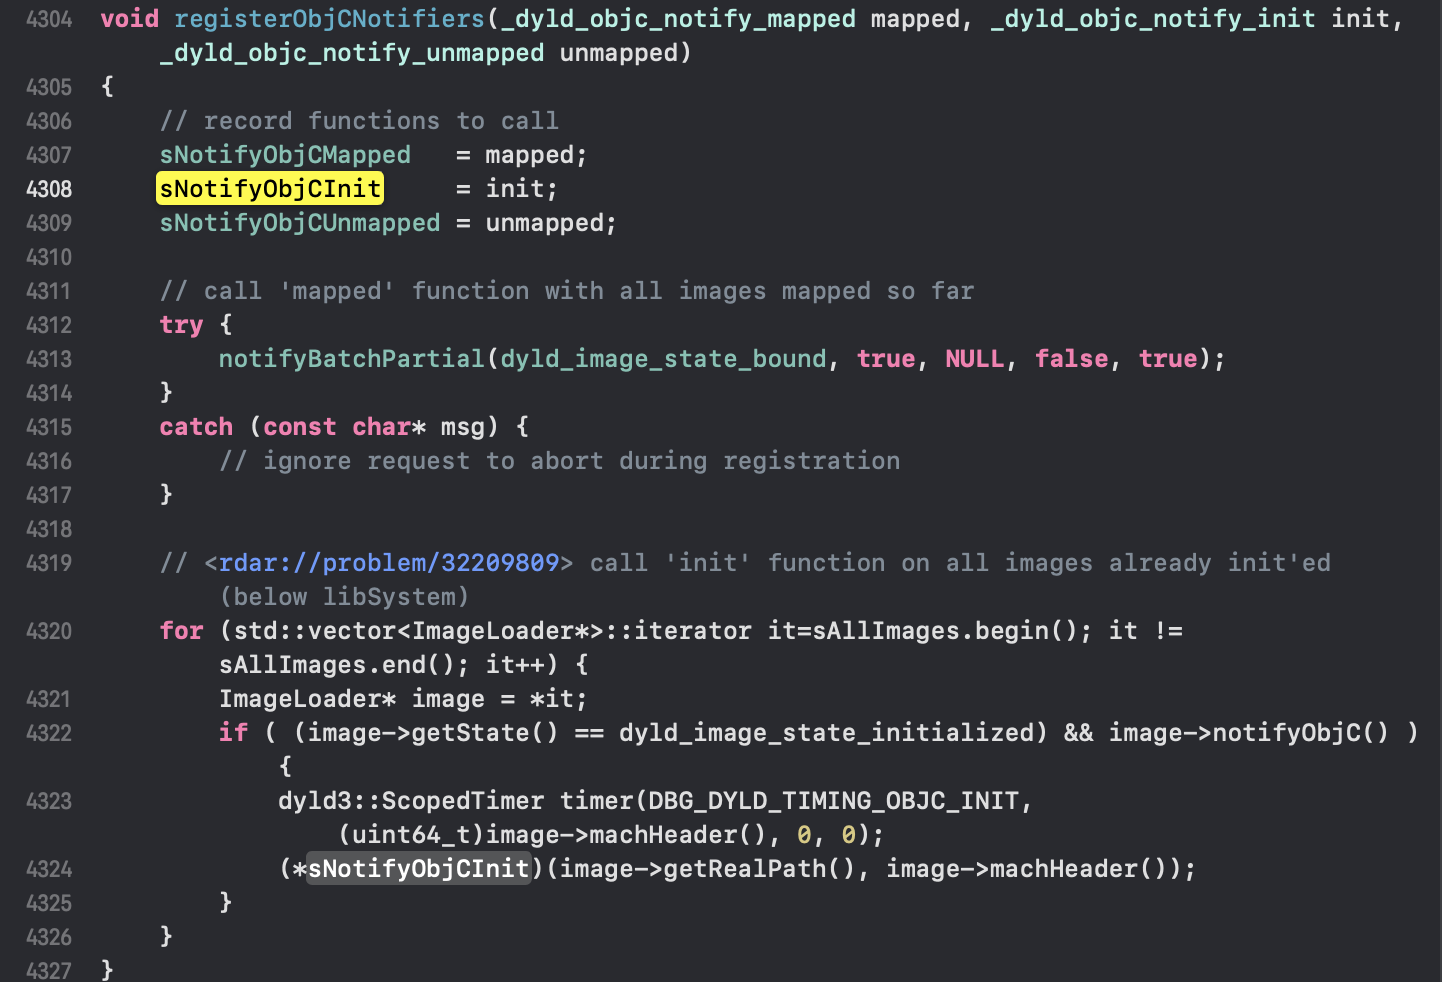 4304 void registerObjCNotifiers(_dyld_objc_notify_mapped mapped, _dyld_objc_notify_init init,
_dyld_objc_notify_unmapped unmapped)
4305 {
4306 // record functions to call
4307 sNotifyObjCMapped = mapped;
4308 sNotifyObjCInit = init;
4309 sNotifyObjCUnmapped = unmapped;
4310
4311 // call 'mapped' function with all images mapped so far
4312 try {
4313 notifyBatchPartial(dyld_image_state_bound, true, NULL, false, true);
4314 }
4315 catch (const char* msg) {
4316 // ignore request to abort during registration
4317 }
4318
4319 // <rdar://problem/32209809> call 'init' function on all images already init'ed
(below libSystem)
4320 for (std::vector<ImageLoader*>::iterator it=sAllImages.begin(); it !=
sAllImages.end(); it++) {
4321 ImageLoader* image = *it;
4322 if ( (image->getState() == dyld_image_state_initialized) && image->notifyObjC() )
{
4323 dyld3::ScopedTimer timer(DBG_DYLD_TIMING_OBJC_INIT,
(uint64_t)image->machHeader(), 0, 0);
4324 (*sNotifyObjCInit)(image->getRealPath(), image->machHeader());
4325 }
4326 }
4327 }